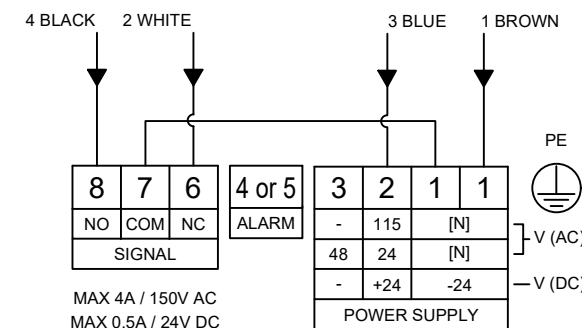 4 BLACK 2 WHITE 3 BLUE 1 BROWN
PE
8 7 6 4 or 5 3 2 1 1
NO COM NC ALARM - 115 [N] V (AC)
SIGNAL 48 24 [N]
- +24 -24 V (DC)
MAX 4A / 150V AC POWER SUPPLY
MAX 0.5A / 24V DC